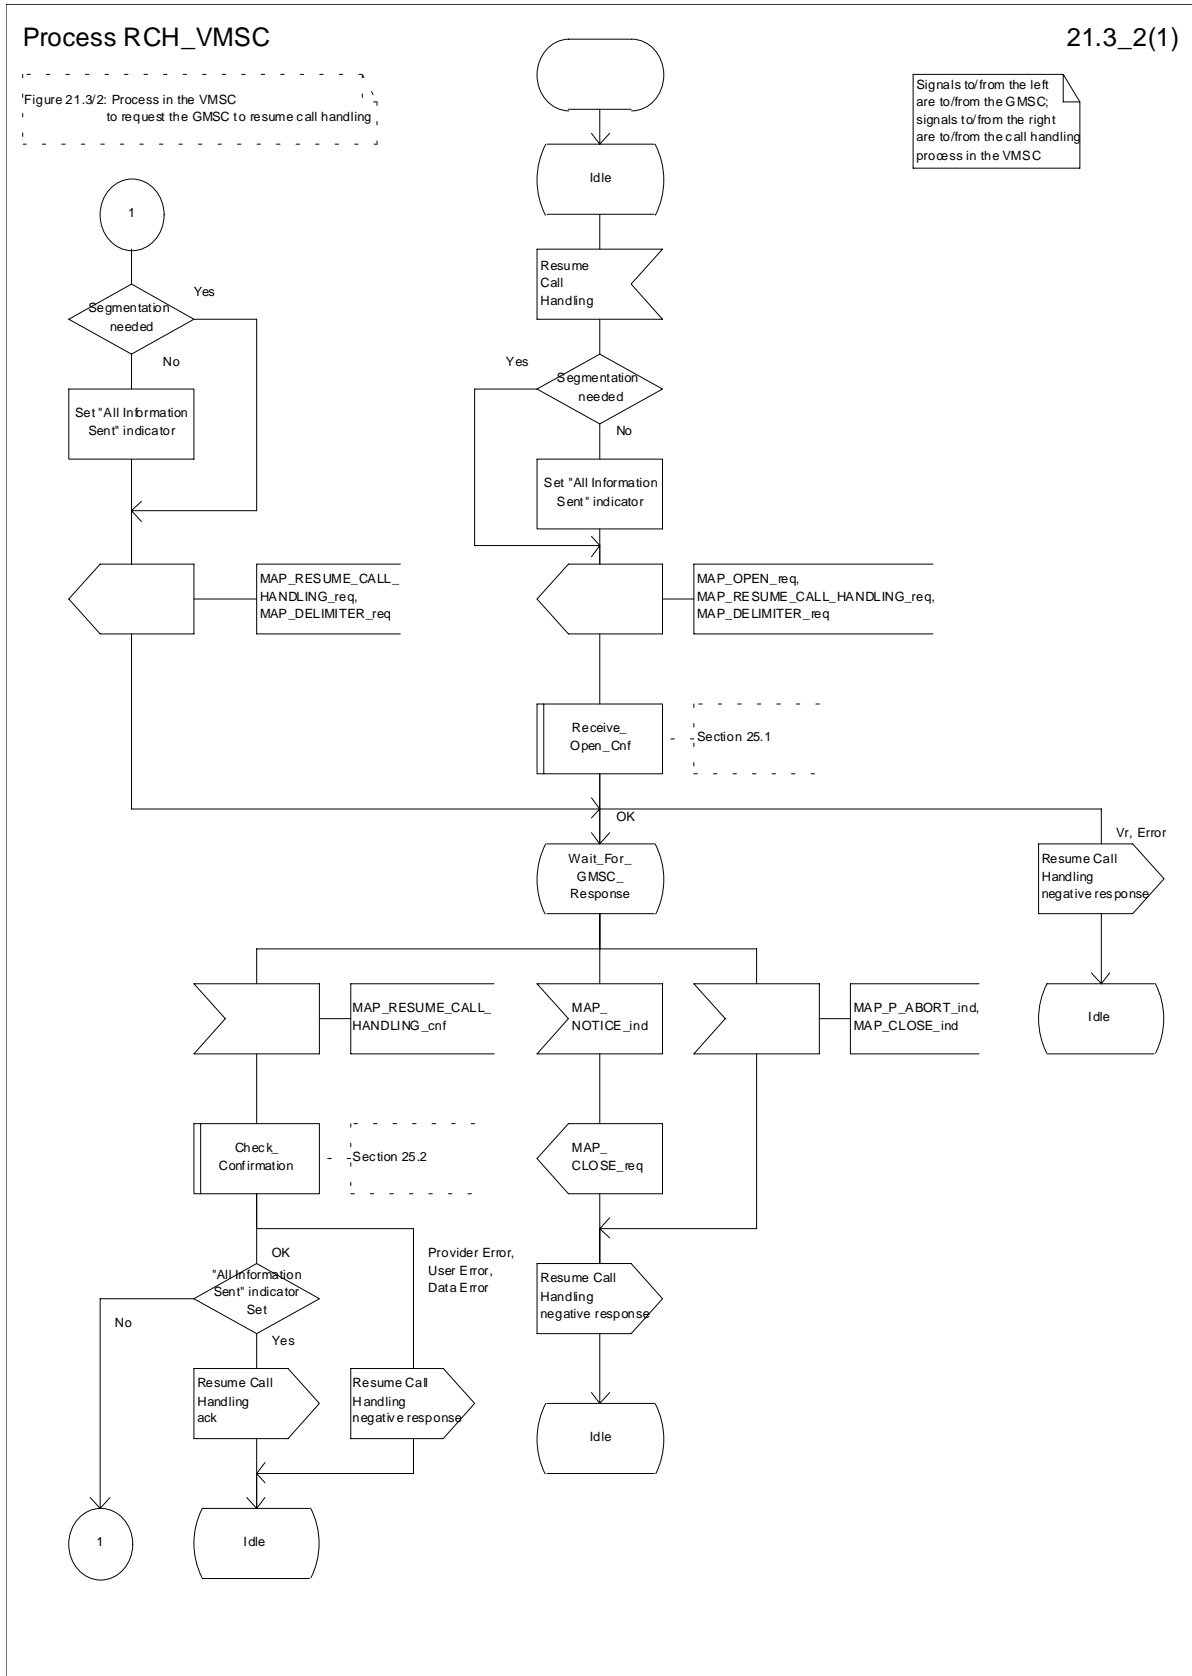 Process RCH_VMSC
21.3_2(1)
Figure 21.3/2: Process in the VMSC
to request the GMSC to resume call handling
Signals to/from the left
are to/from the GMSC;
signals to/from the right
are to/from the call handling
process in the VMSC
Idle
1
Resume
Call
Handling
Segmentation
needed
Yes
No
Segmentation
needed
Yes
No
Set "All Information
Sent" indicator
Set "All Information
Sent" indicator
MAP_RESUME_CALL_
HANDLING_req,
MAP_DELIMITER_req
MAP_OPEN_req,
MAP_RESUME_CALL_HANDLING_req,
MAP_DELIMITER_req
Receive_
Open_Cnf
Section 25.1
OK
Vr, Error
Wait_For_
GMSC_
Response
Resume Call
Handling
negative response
MAP_RESUME_CALL_
HANDLING_cnf
MAP_
NOTICE_ind
MAP_P_ABORT_ind,
MAP_CLOSE_ind
Idle
Check_
Confirmation
Section 25.2
MAP_
CLOSE_req
OK
Provider Error,
User Error,
Data Error
"All Information
Sent" indicator
Set
No
Yes
Resume Call
Handling
negative response
Resume Call
Handling
ack
Resume Call
Handling
negative response
Idle
1
Idle